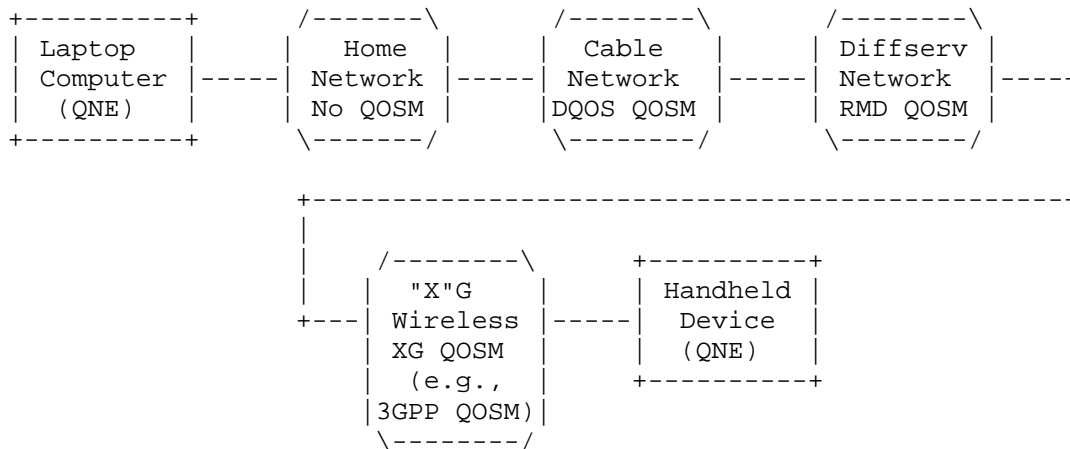 +----------+      /-------\       /--------\       /--------\
| Laptop   |     |   Home  |     |  Cable   |     | Diffserv |
| Computer |-----| Network |-----| Network  |-----| Network  |-----+
|  (QNE)   |     | No QOSM |     |DQOS QOSM |     | RMD QOSM |     |
+----------+      \-------/       \--------/       \--------/
+------------------------------------------------
|
|    /--------\      +----------+
|   |  "X"G    |     | Handheld |
+---| Wireless |-----|  Device  |
    | XG QOSM  |     |  (QNE)   |
    |  (e.g.,  |     +----------+
    |3GPP QOSM)|
     \--------/